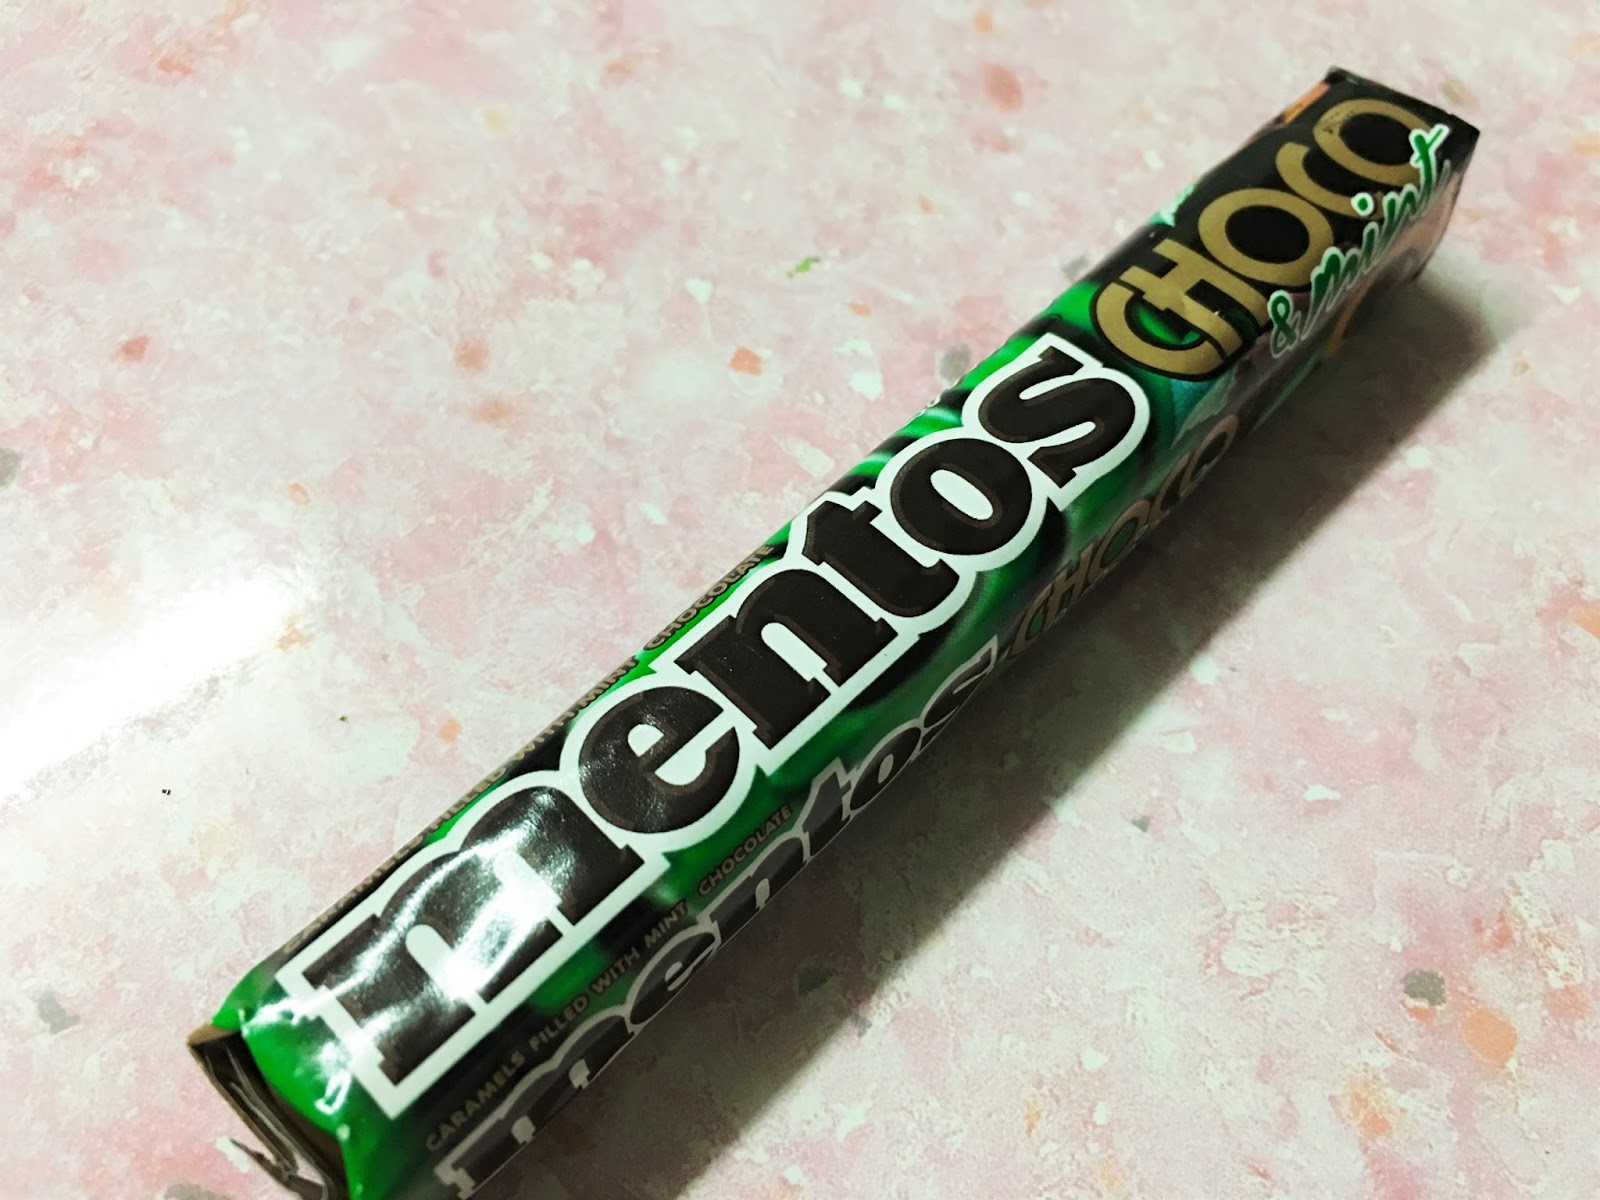 CARAMELS FILLED WITH MINT CHOCOLATE
mentos
CHOCO
& mint
CARAMELS FILLED WITH MINT CHOCOLATE
mentos CHOCO